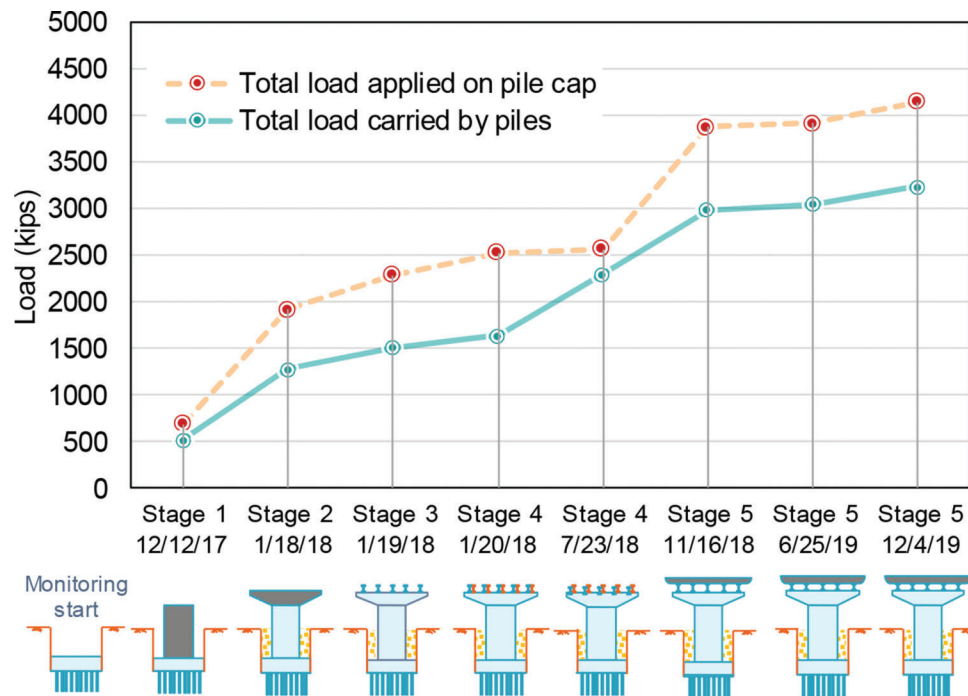 5000
4500
4000
3500
3000
2500
2000
1500
1000
500
0
Load (kips)
Total load applied on pile cap
Total load carried by piles
Stage 1 Stage 2 Stage 3 Stage 4 Stage 4 Stage 5 Stage 5 Stage 5
12/12/17 1/18/18 1/19/18 1/20/18 7/23/18 11/16/18 6/25/19 12/4/19
Monitoring
start